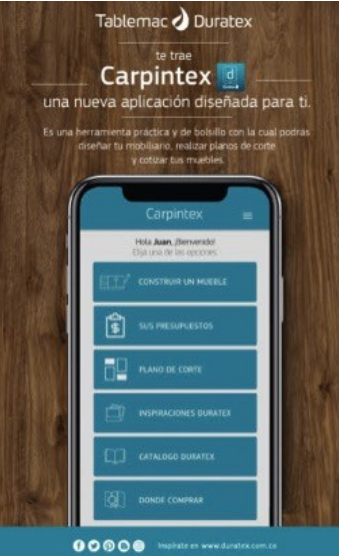 Tablemac Duratex
te trae
Carpintex d
una nueva aplicación diseñada para ti.
Es una herramienta práctica y de bolsillo con la cual podras
diseñar tu mobiliario, realizar planos de corte
y cotizar tus muebles.
Carpintex
Hola Juan, ¡Bienvenido!
Elija una de las opciones
CONSTRUIR UN MUEBLE
SUS PRESUPUESTOS
PLANO DE CORTE
INSPIRACIONES DURATEX
CATALOGO DURATEX
DONDE COMPRAR
Inspírate en www.duratex.com.co